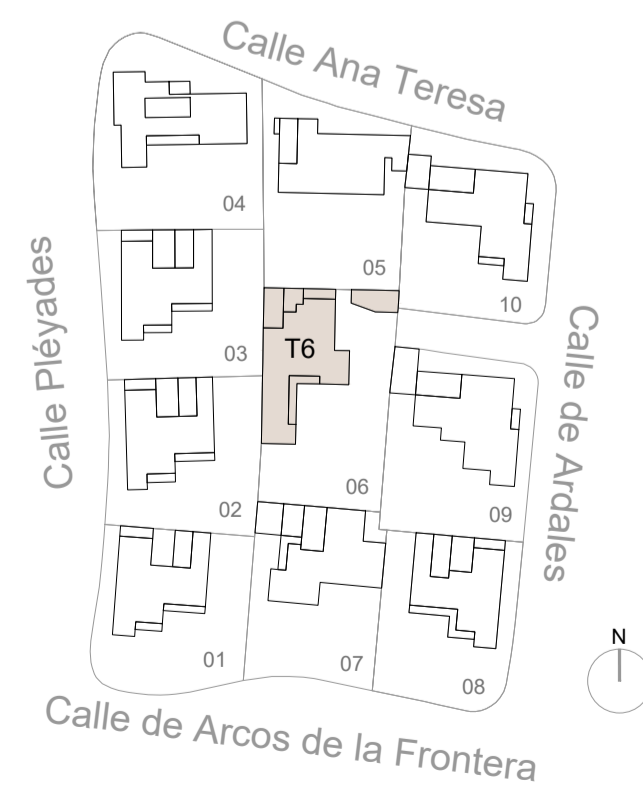 Calle Ana Teresa
04
05
10
Calle Pléyades
Calle de Ardales
03
T6
02
06
09
01
07
08
N
Calle de Arcos de la Frontera